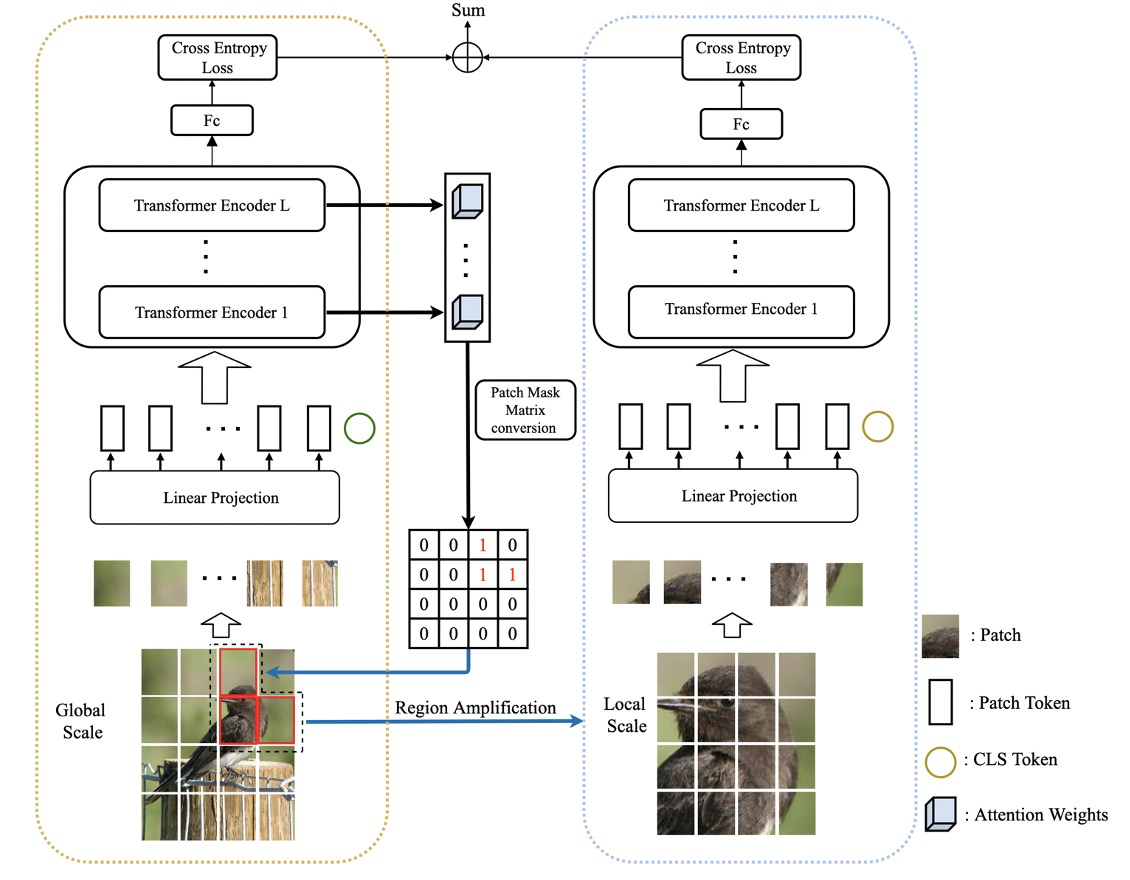 Sum
Cross Entropy
Loss
Cross Entropy
Loss
Fc
Fc
Transformer Encoder L
Transformer Encoder L
Transformer Encoder 1
Transformer Encoder 1
Patch Mask
Matrix
conversion
Linear Projection
Linear Projection
0 0 1 0
0 0 1 1
0 0 0 0
0 0 0 0
Global
Scale
Region Amplification
Local
Scale
: Patch
: Patch Token
: CLS Token
: Attention Weights